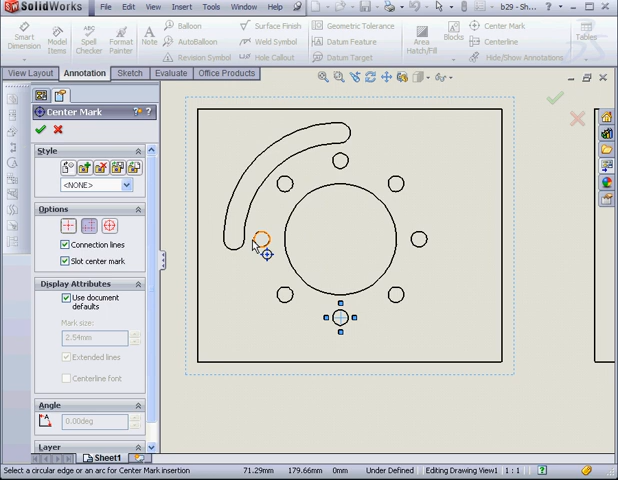 SolidWorks
File Edit View Insert Tools Window Help
b29 - Sh...
Smart Dimension
Model Items
Spell Checker
Format Painter
Note
Balloon
AutoBalloon
Revision Symbol
Surface Finish
Weld Symbol
Hole Callout
Geometric Tolerance
Datum Feature
Datum Target
Area Hatch/Fill
Blocks
Center Mark
Centerline
Hide/Show Annotations
Tables
View Layout Annotation Sketch Evaluate Office Products
Center Mark
Style
<NONE>
Options
Connection lines
Slot center mark
Display Attributes
Use document defaults
Mark size:
2.54mm
Extended lines
Centerline font
Angle
0.00deg
Layer
Sheet1
Select a circular edge or an arc for Center Mark insertion
71.29mm 179.66mm 0mm Under Defined Editing Drawing View1 1 : 1